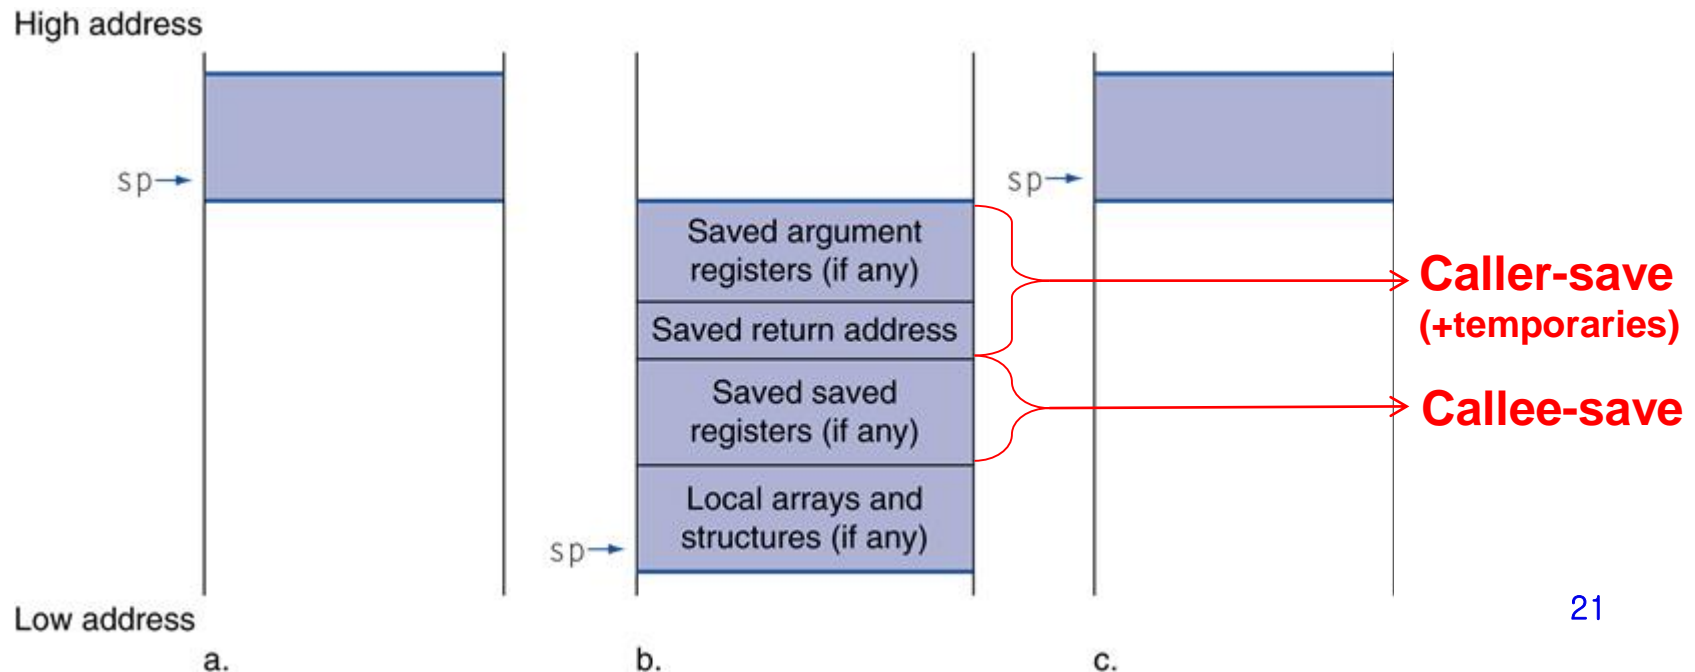 High address
sp
sp
Saved argument
registers (if any)
Saved return address
Saved saved
registers (if any)
Local arrays and
structures (if any)
sp
Caller-save
(+temporaries)
Callee-save
Low address
21
a.
b.
c.